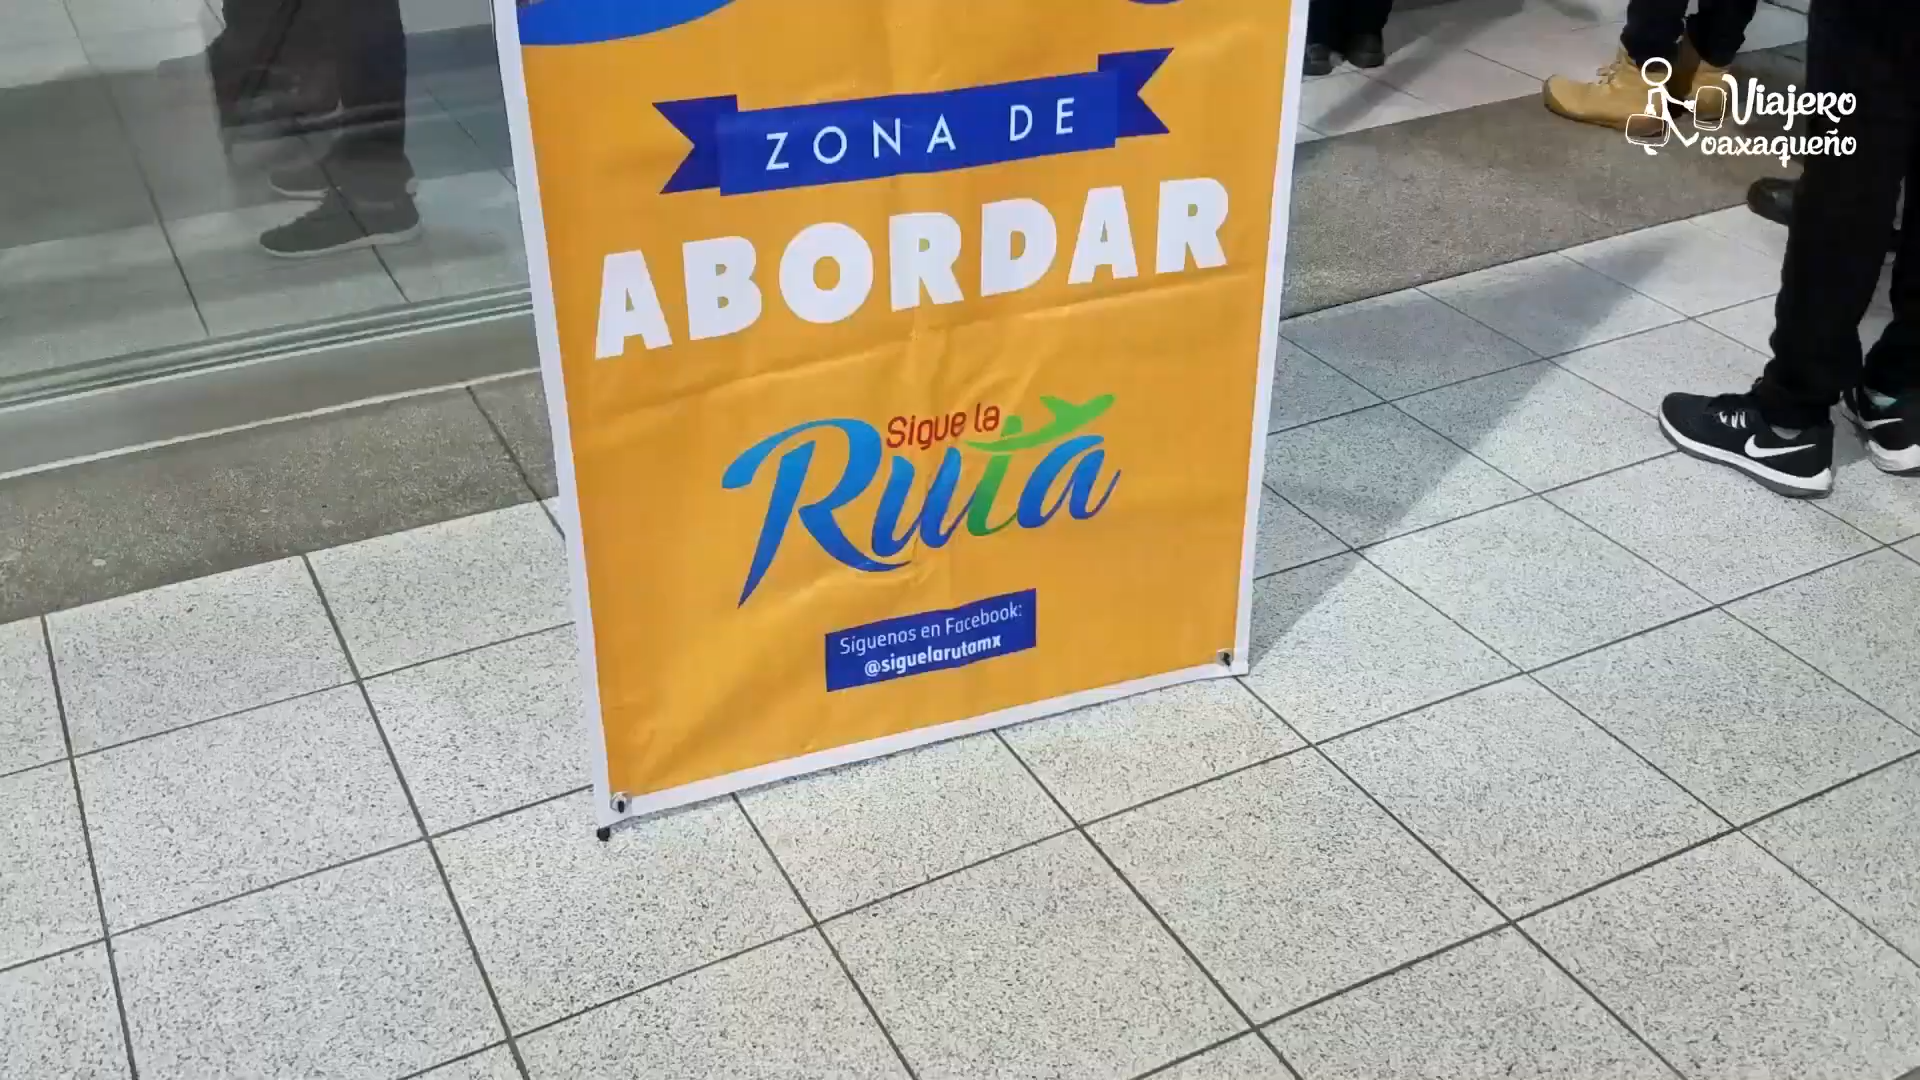 ZONA DE
ABORDAR
Sigue la
Ruta
Síguenos en Facebook:
@siguelarutamx
Viajero
oaxaqueño